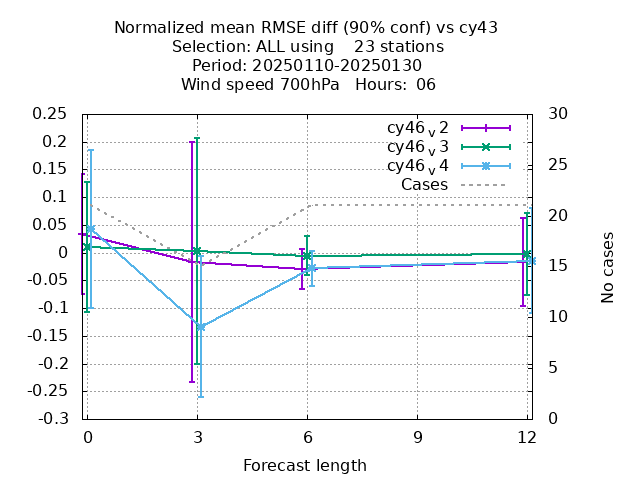 Normalized mean RMSE diff (90% conf) vs cy43
Selection: ALL using    23 stations
Period: 20250110-20250130
Wind speed 700hPa   Hours: 06
0.25
0.2
0.15
0.1
0.05
0
-0.05
-0.1
-0.15
-0.2
-0.25
-0.3
cy46v2
cy46v3
cy46v4
Cases
30
25
20
15
10
5
0
No cases
0 3 6 9 12
Forecast length